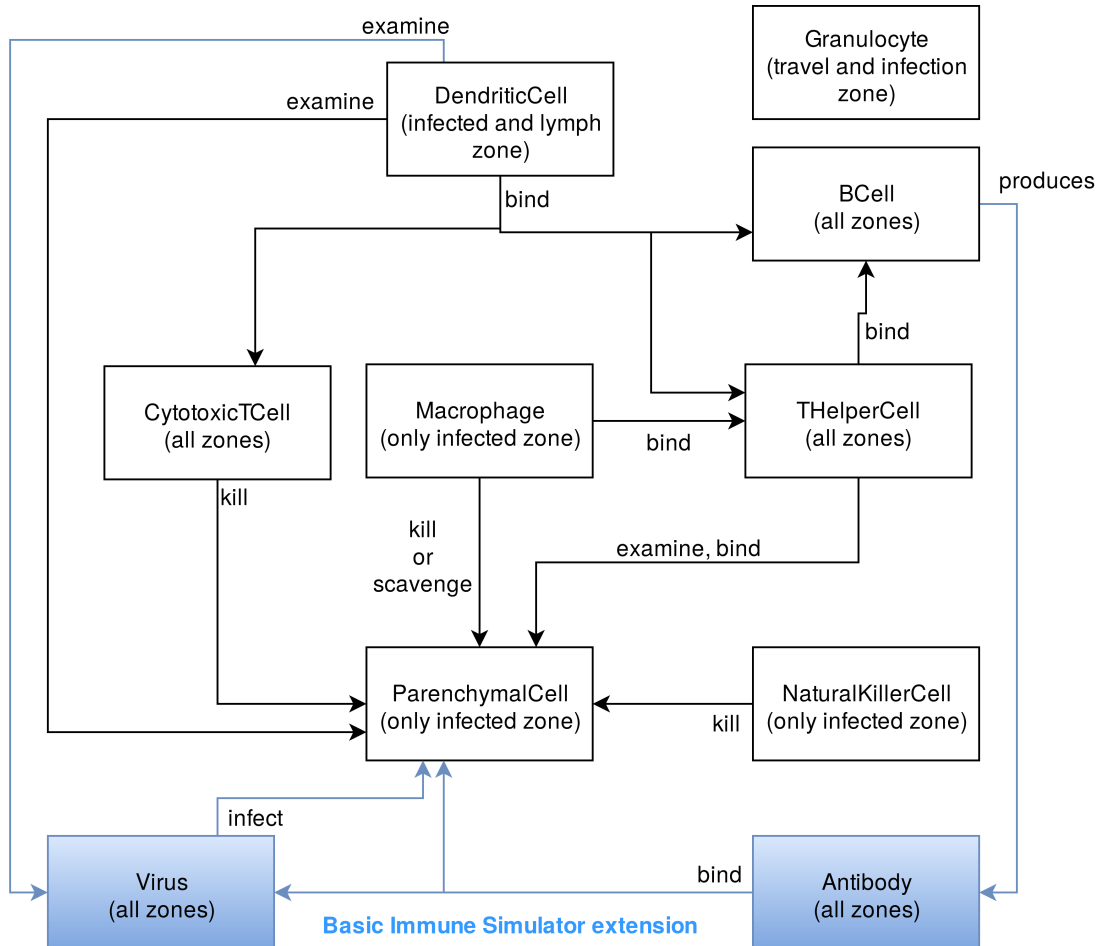 examine
Granulocyte
(travel and infection
zone)
examine
DendriticCell
(infected and lymph
zone)
bind
produces
BCell
(all zones)
bind
CytotoxicTCell
(all zones)
Macrophage
(only infected zone)
bind
THelperCell
(all zones)
kill
kill
or
scavenge
examine, bind
ParenchymalCell
(only infected zone)
kill
NaturalKillerCell
(only infected zone)
infect
Virus
(all zones)
bind
Antibody
(all zones)
Basic Immune Simulator extension